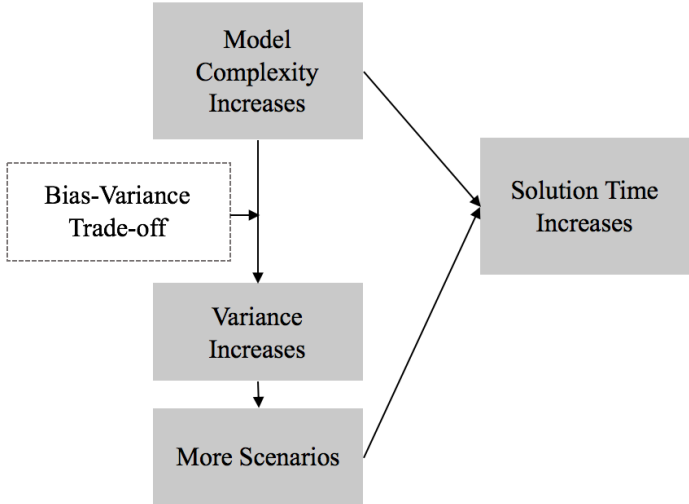 Model
Complexity
Increases
Bias-Variance
Trade-off
Solution Time
Increases
Variance
Increases
More Scenarios